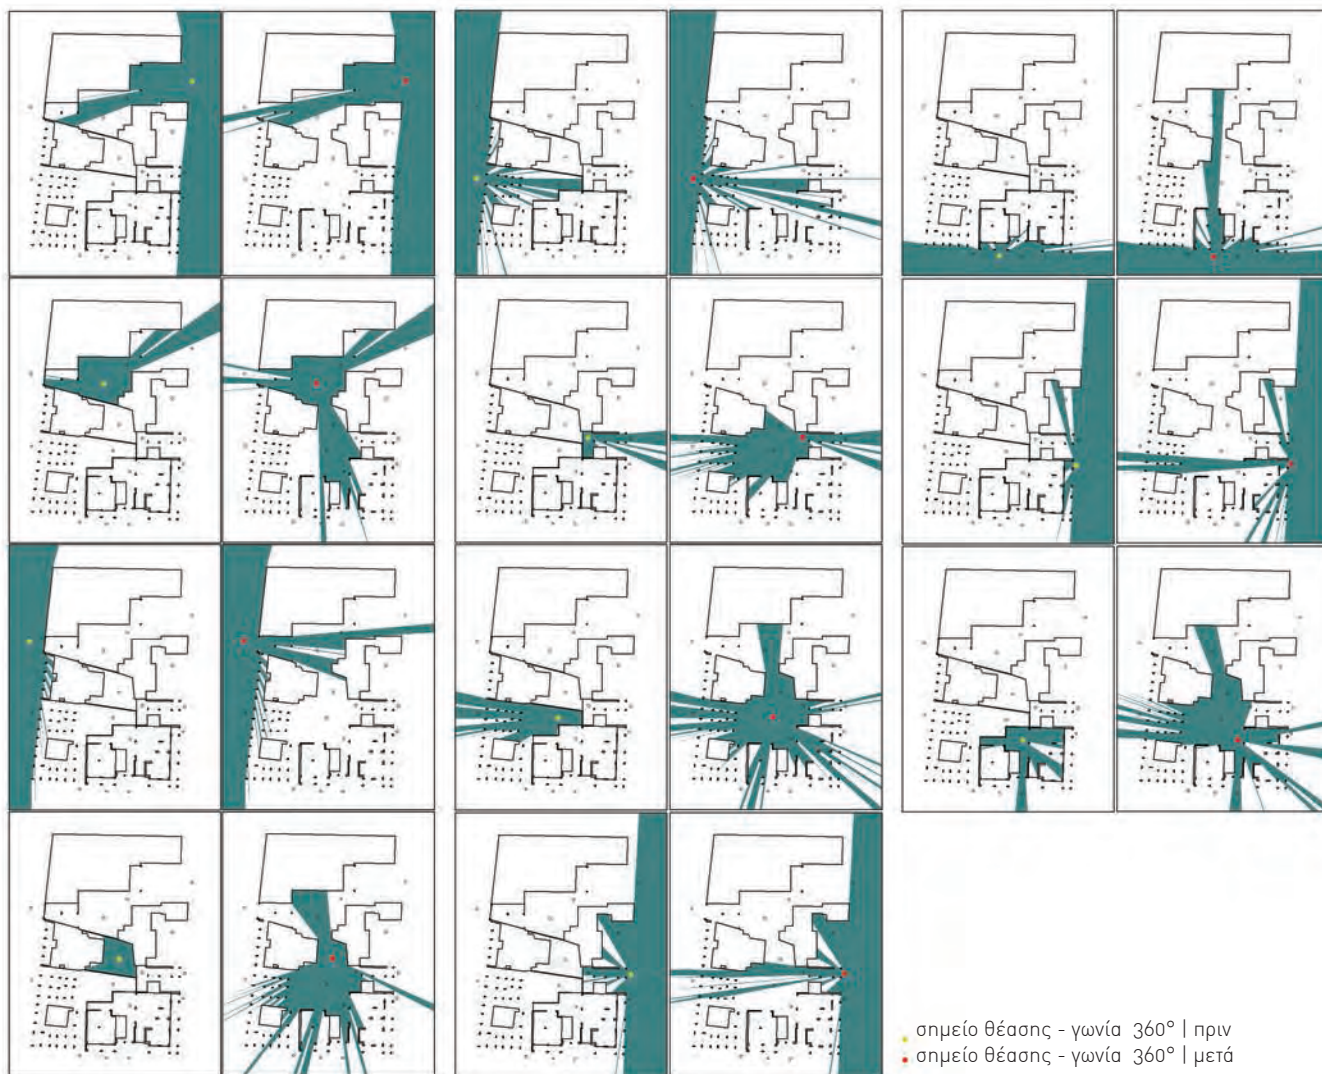 σημείο θέασης - γωνία 360° | πριν
σημείο θέασης - γωνία 360° | μετά